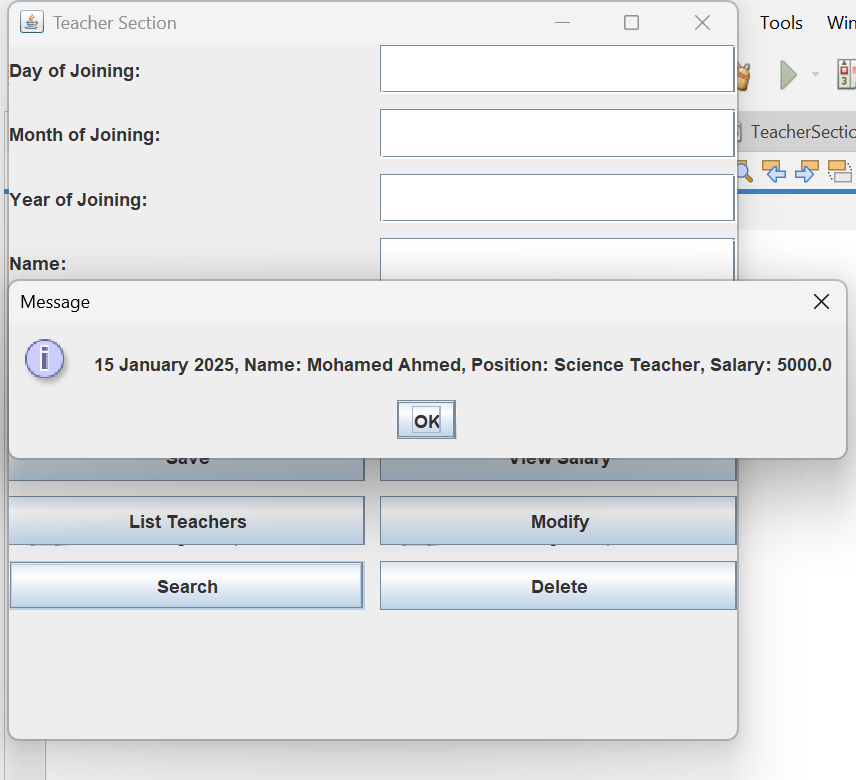 Teacher Section
Tools
Day of Joining:
Month of Joining:
TeacherSectio
Year of Joining:
Name:
Message
15 January 2025, Name: Mohamed Ahmed, Position: Science Teacher, Salary: 5000.0
OK
Save
View Salary
List Teachers
Modify
Search
Delete